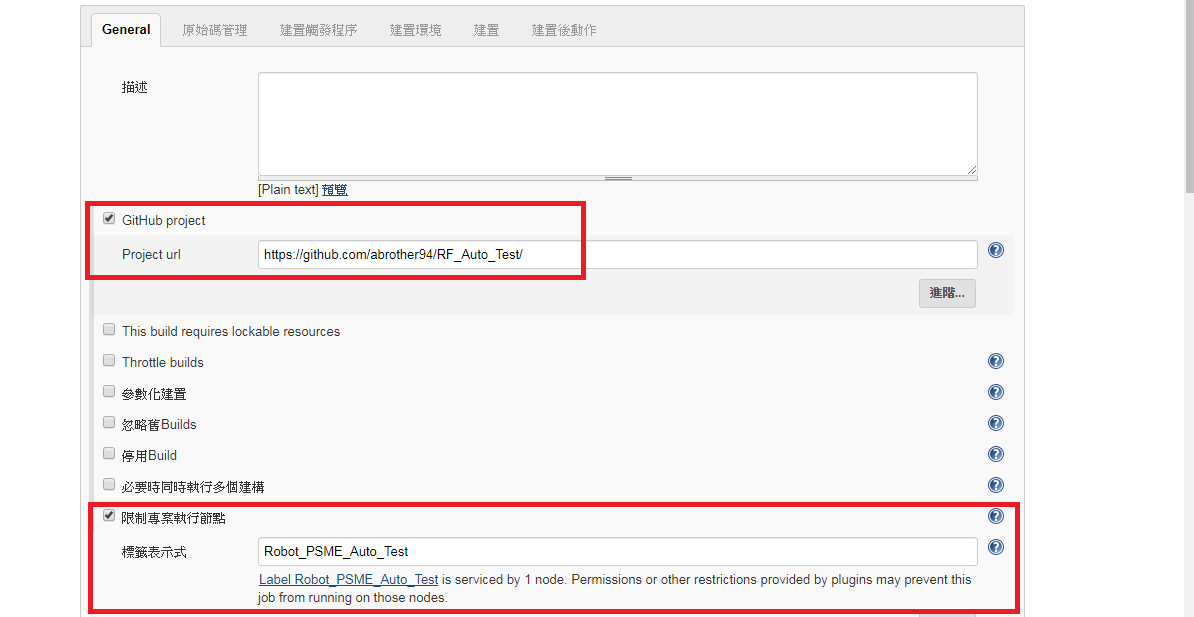 General 原始碼管理 建置觸發程序 建置環境 建置 建置後動作
描述
[Plain text] 預覽
GitHub project
Project url https://github.com/abrother94/RF_Auto_Test/
進階...
This build requires lockable resources
Throttle builds
參數化建置
忽略舊Builds
停用Build
必要時同時執行多個建構
限制專案執行節點
標籤表示式 Robot_PSME_Auto_Test
Label Robot_PSME_Auto_Test is serviced by 1 node. Permissions or other restrictions provided by plugins may prevent this
job from running on those nodes.